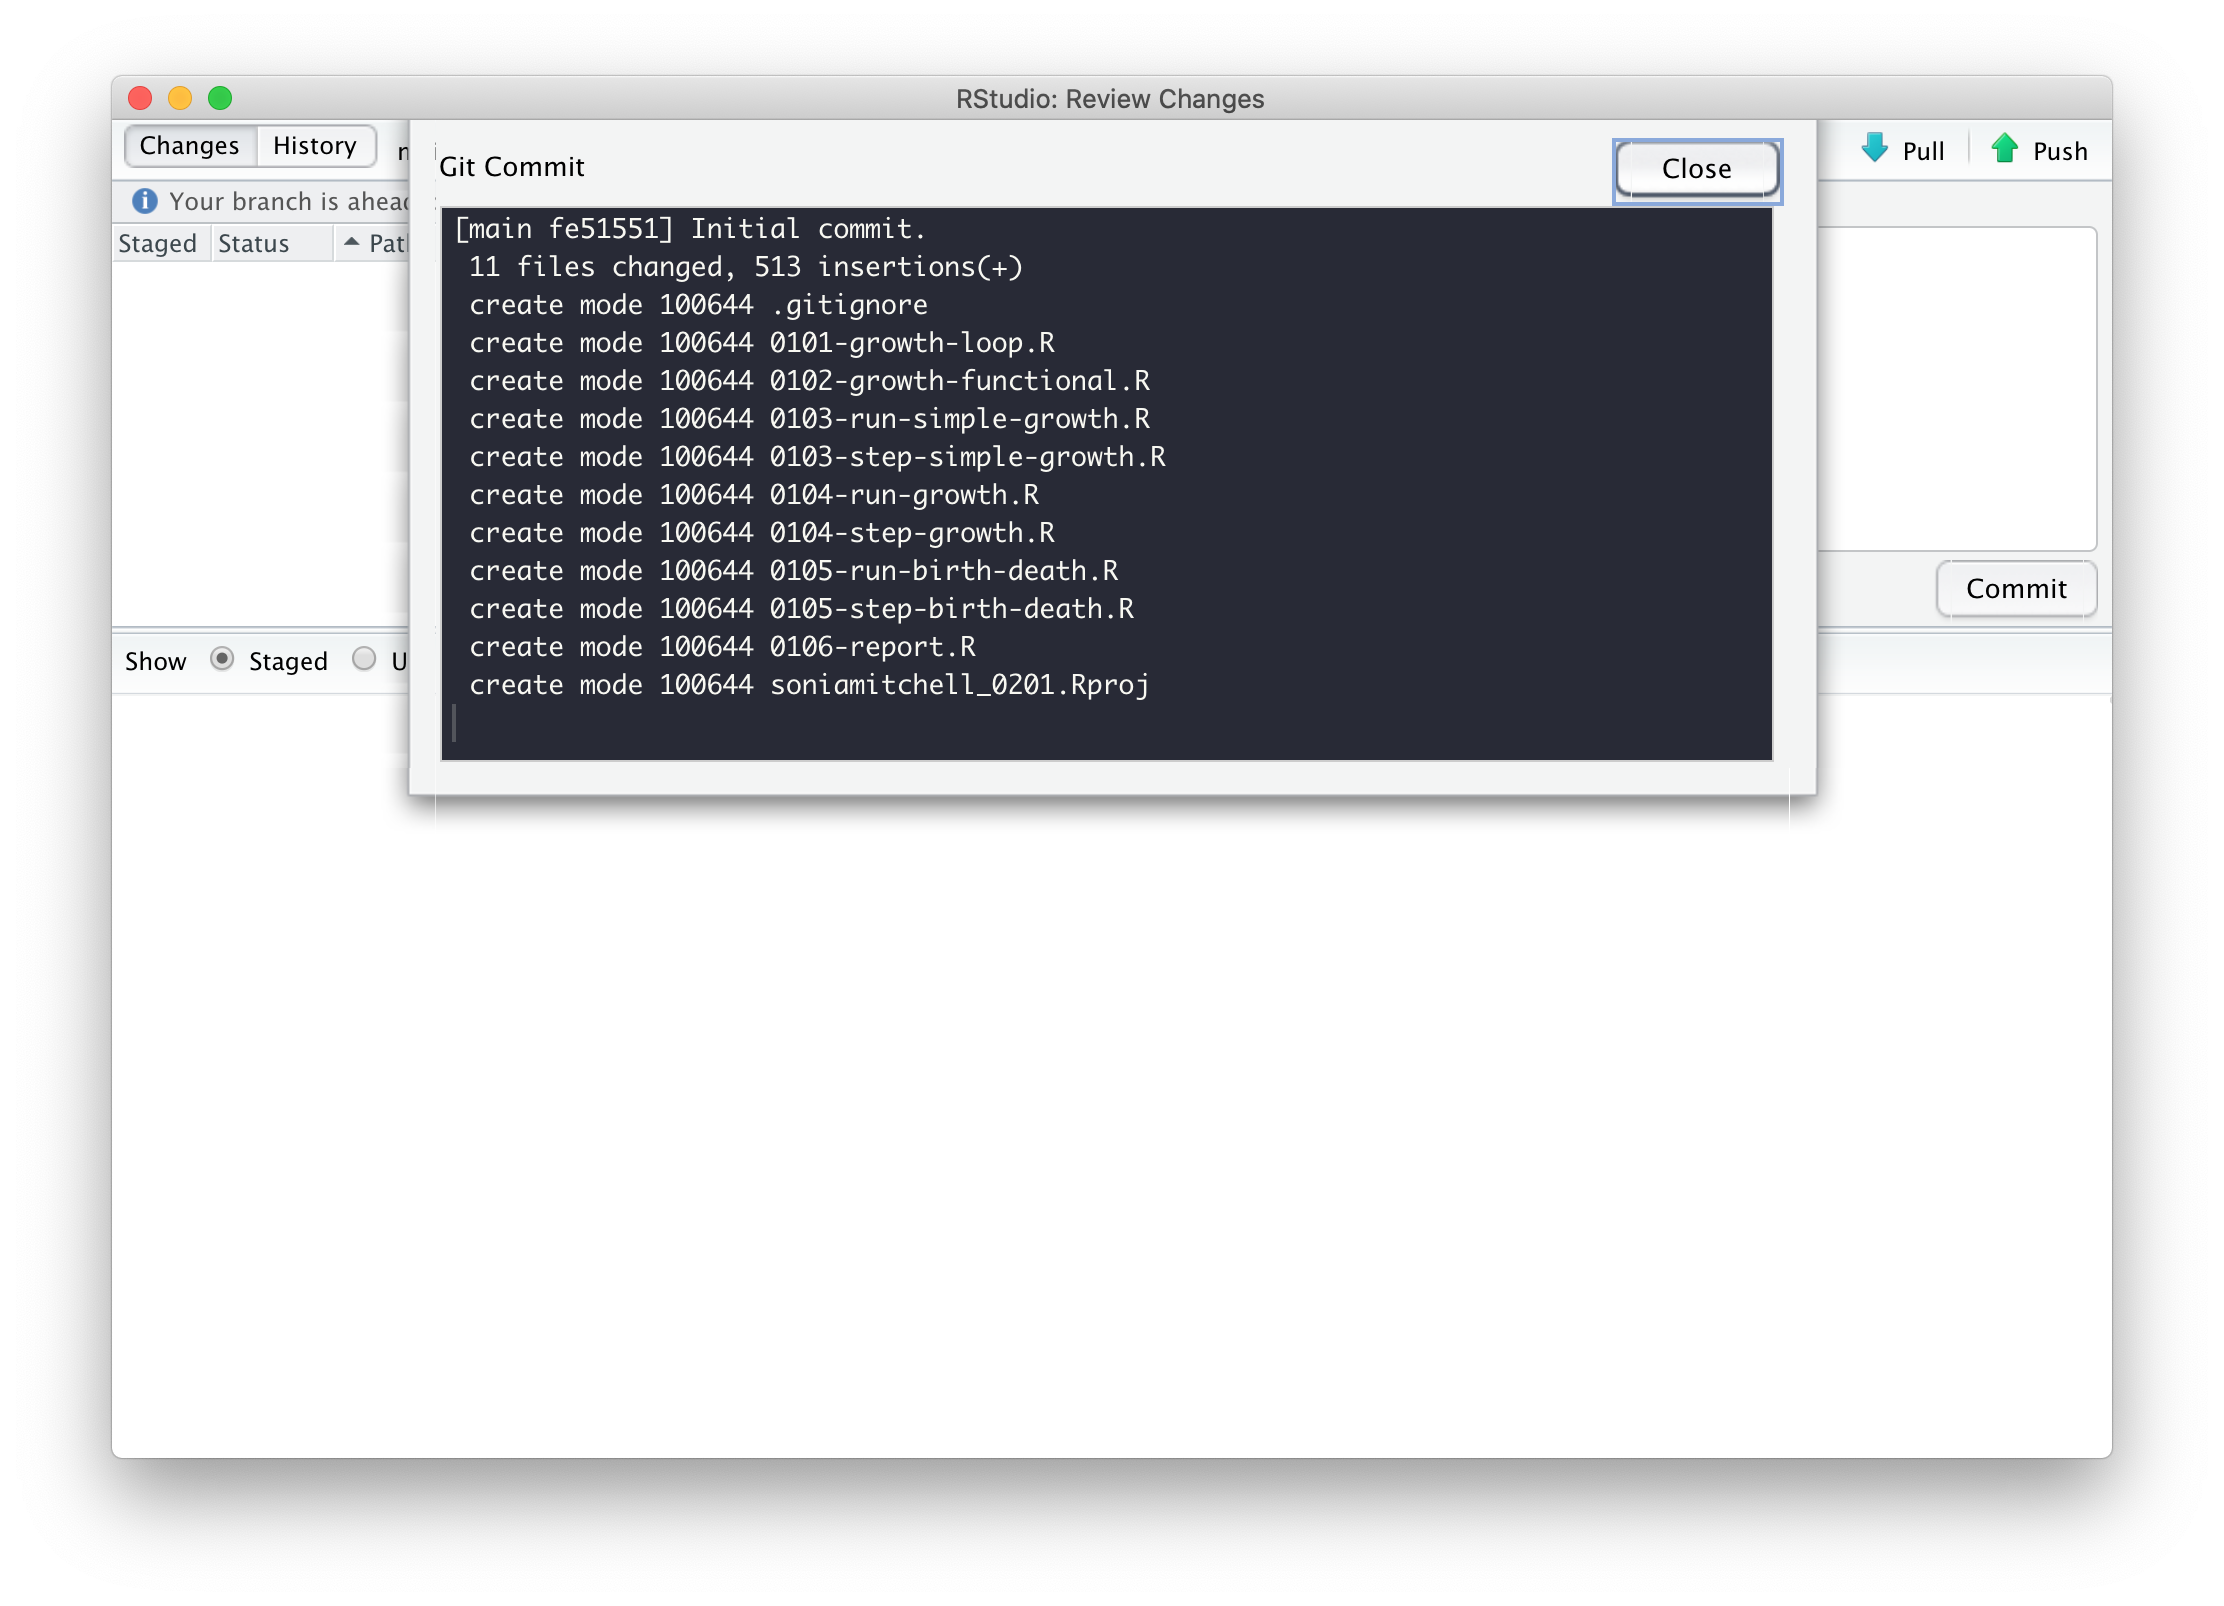 RStudio: Review Changes
Changes History
Pull Push
Git Commit
Close
Your branch is ahead
Staged Status
[main fe51551] Initial commit.
11 files changed, 513 insertions(+)
create mode 100644 .gitignore
create mode 100644 0101-growth-loop.R
create mode 100644 0102-growth-functional.R
create mode 100644 0103-run-simple-growth.R
create mode 100644 0103-step-simple-growth.R
create mode 100644 0104-run-growth.R
create mode 100644 0104-step-growth.R
create mode 100644 0105-run-birth-death.R
create mode 100644 0105-step-birth-death.R
create mode 100644 0106-report.R
create mode 100644 soniamitchell_0201.Rproj
Commit
Show Staged